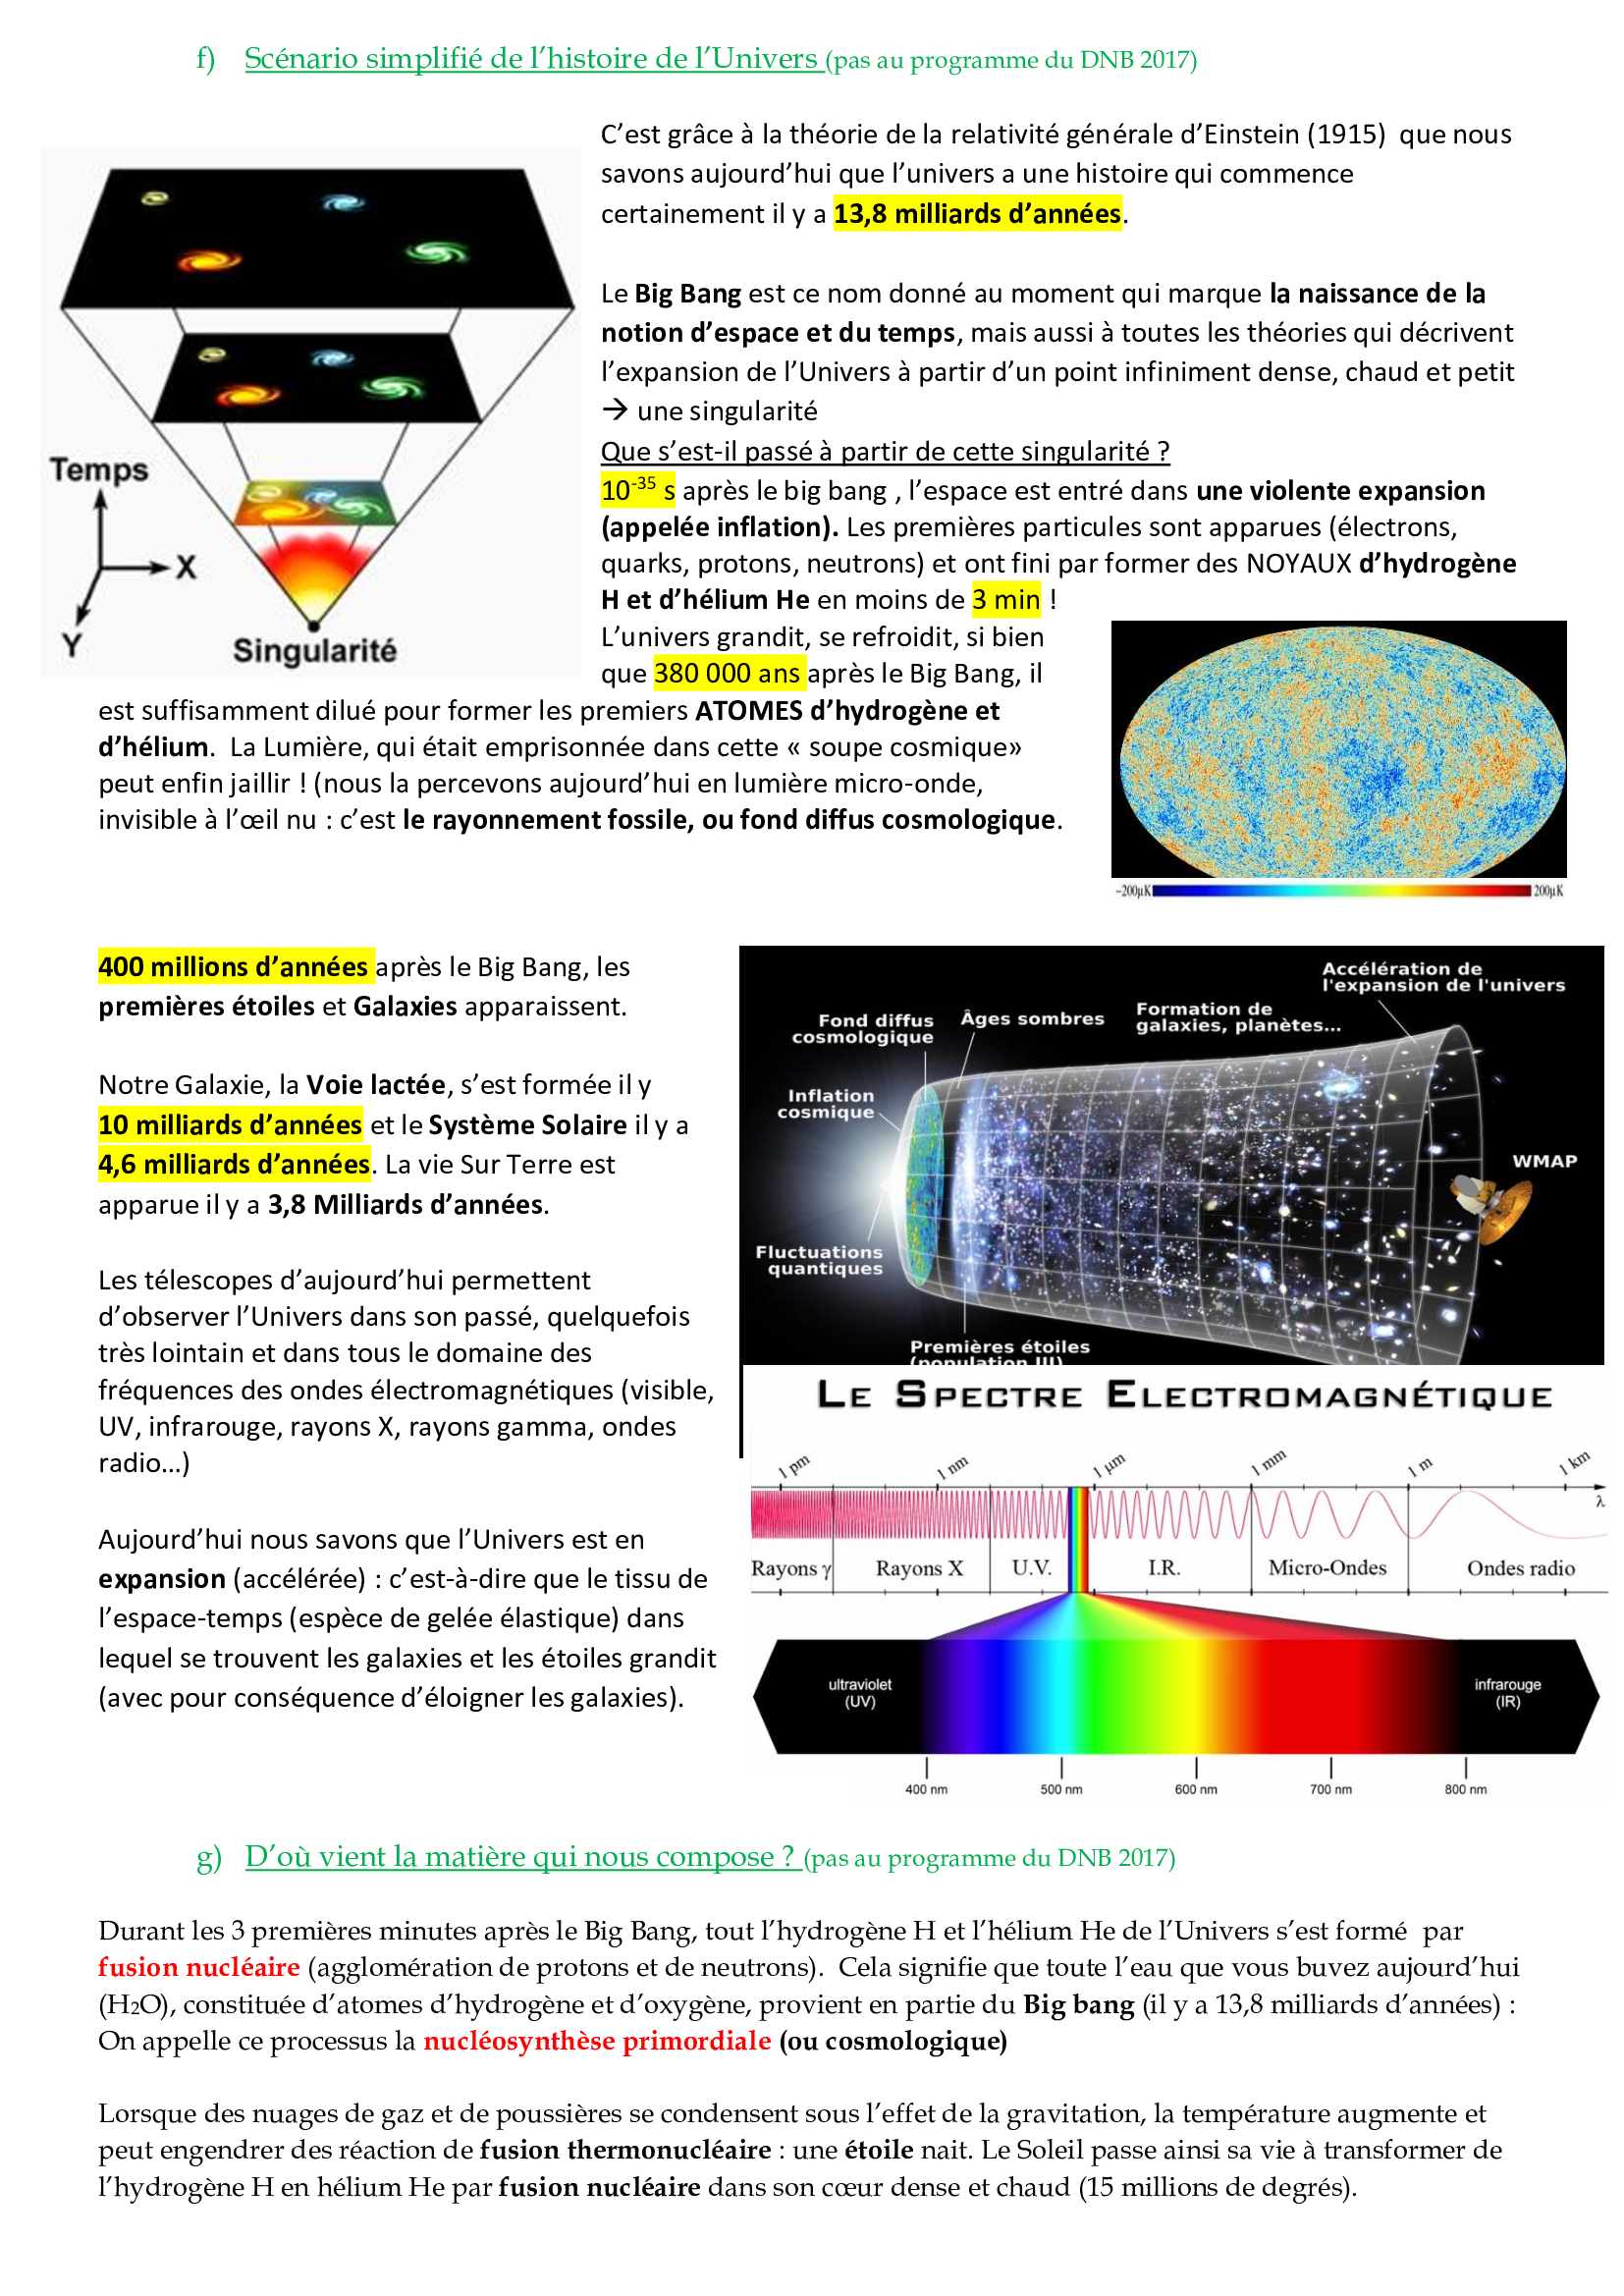 f) Scénario simplifié de l’histoire de l’Univers (pas au programme du DNB 2017)
C’est grâce à la théorie de la relativité générale d’Einstein (1915) que nous
savons aujourd’hui que l’univers a une histoire qui commence
certainement il y a 13,8 milliards d’années.
Le Big Bang est ce nom donné au moment qui marque la naissance de la
notion d’espace et du temps, mais aussi à toutes les théories qui décrivent
l’expansion de l’Univers à partir d’un point infiniment dense, chaud et petit
→ une singularité
Que s’est-il passé à partir de cette singularité ?
10⁻³⁵ s après le big bang , l’espace est entré dans une violente expansion
(appelée inflation). Les premières particules sont apparues (électrons,
quarks, protons, neutrons) et ont fini par former des NOYAUX d’hydrogène
H et d’hélium He en moins de 3 min !
L’univers grandit, se refroidit, si bien
que 380 000 ans après le Big Bang, il
est suffisamment dilué pour former les premiers ATOMES d’hydrogène et
d’hélium. La Lumière, qui était emprisonnée dans cette « soupe cosmique»
peut enfin jaillir ! (nous la percevons aujourd’hui en lumière micro-onde,
invisible à l’œil nu : c’est le rayonnement fossile, ou fond diffus cosmologique.
Temps
X
Y
Singularité
-200µK
200µK
400 millions d’années après le Big Bang, les
premières étoiles et Galaxies apparaissent.
Notre Galaxie, la Voie lactée, s’est formée il y
10 milliards d’années et le Système Solaire il y a
4,6 milliards d’années. La vie Sur Terre est
apparue il y a 3,8 Milliards d’années.
Les télescopes d’aujourd’hui permettent
d’observer l’Univers dans son passé, quelquefois
très lointain et dans tous le domaine des
fréquences des ondes électromagnétiques (visible,
UV, infrarouge, rayons X, rayons gamma, ondes
radio...)
Aujourd’hui nous savons que l’Univers est en
expansion (accélérée) : c’est-à-dire que le tissu de
l’espace-temps (espèce de gelée élastique) dans
lequel se trouvent les galaxies et les étoiles grandit
(avec pour conséquence d’éloigner les galaxies).
Accélération de
l'expansion de l'univers
Formation de
galaxies, planètes...
Âges sombres
Fond diffus
cosmologique
Inflation
cosmique
WMAP
Fluctuations
quantiques
Premières étoiles
(population III)
LE SPECTRE ELECTROMAGNÉTIQUE
1 pm
1 nm
1 µm
1 mm
1 m
1 km
λ
Rayons γ
Rayons X
U.V.
I.R.
Micro-Ondes
Ondes radio
ultraviolet
(UV)
infrarouge
(IR)
400 nm
500 nm
600 nm
700 nm
800 nm
g) D’où vient la matière qui nous compose ? (pas au programme du DNB 2017)
Durant les 3 premières minutes après le Big Bang, tout l’hydrogène H et l’hélium He de l’Univers s’est formé par
fusion nucléaire (agglomération de protons et de neutrons). Cela signifie que toute l’eau que vous buvez aujourd’hui
(H₂O), constituée d’atomes d’hydrogène et d’oxygène, provient en partie du Big bang (il y a 13,8 milliards d’années) :
On appelle ce processus la nucléosynthèse primordiale (ou cosmologique)
Lorsque des nuages de gaz et de poussières se condensent sous l’effet de la gravitation, la température augmente et
peut engendrer des réaction de fusion thermonucléaire : une étoile nait. Le Soleil passe ainsi sa vie à transformer de
l’hydrogène H en hélium He par fusion nucléaire dans son cœur dense et chaud (15 millions de degrés).